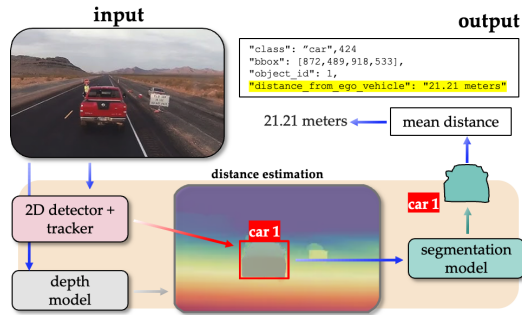 input
output
"class": "car",424
"bbox": [872,489,918,533],
"object_id": 1,
"distance_from_ego_vehicle": "21.21 meters"
21.21 meters
mean distance
distance estimation
car 1
2D detector +
tracker
car 1
segmentation
model
depth
model